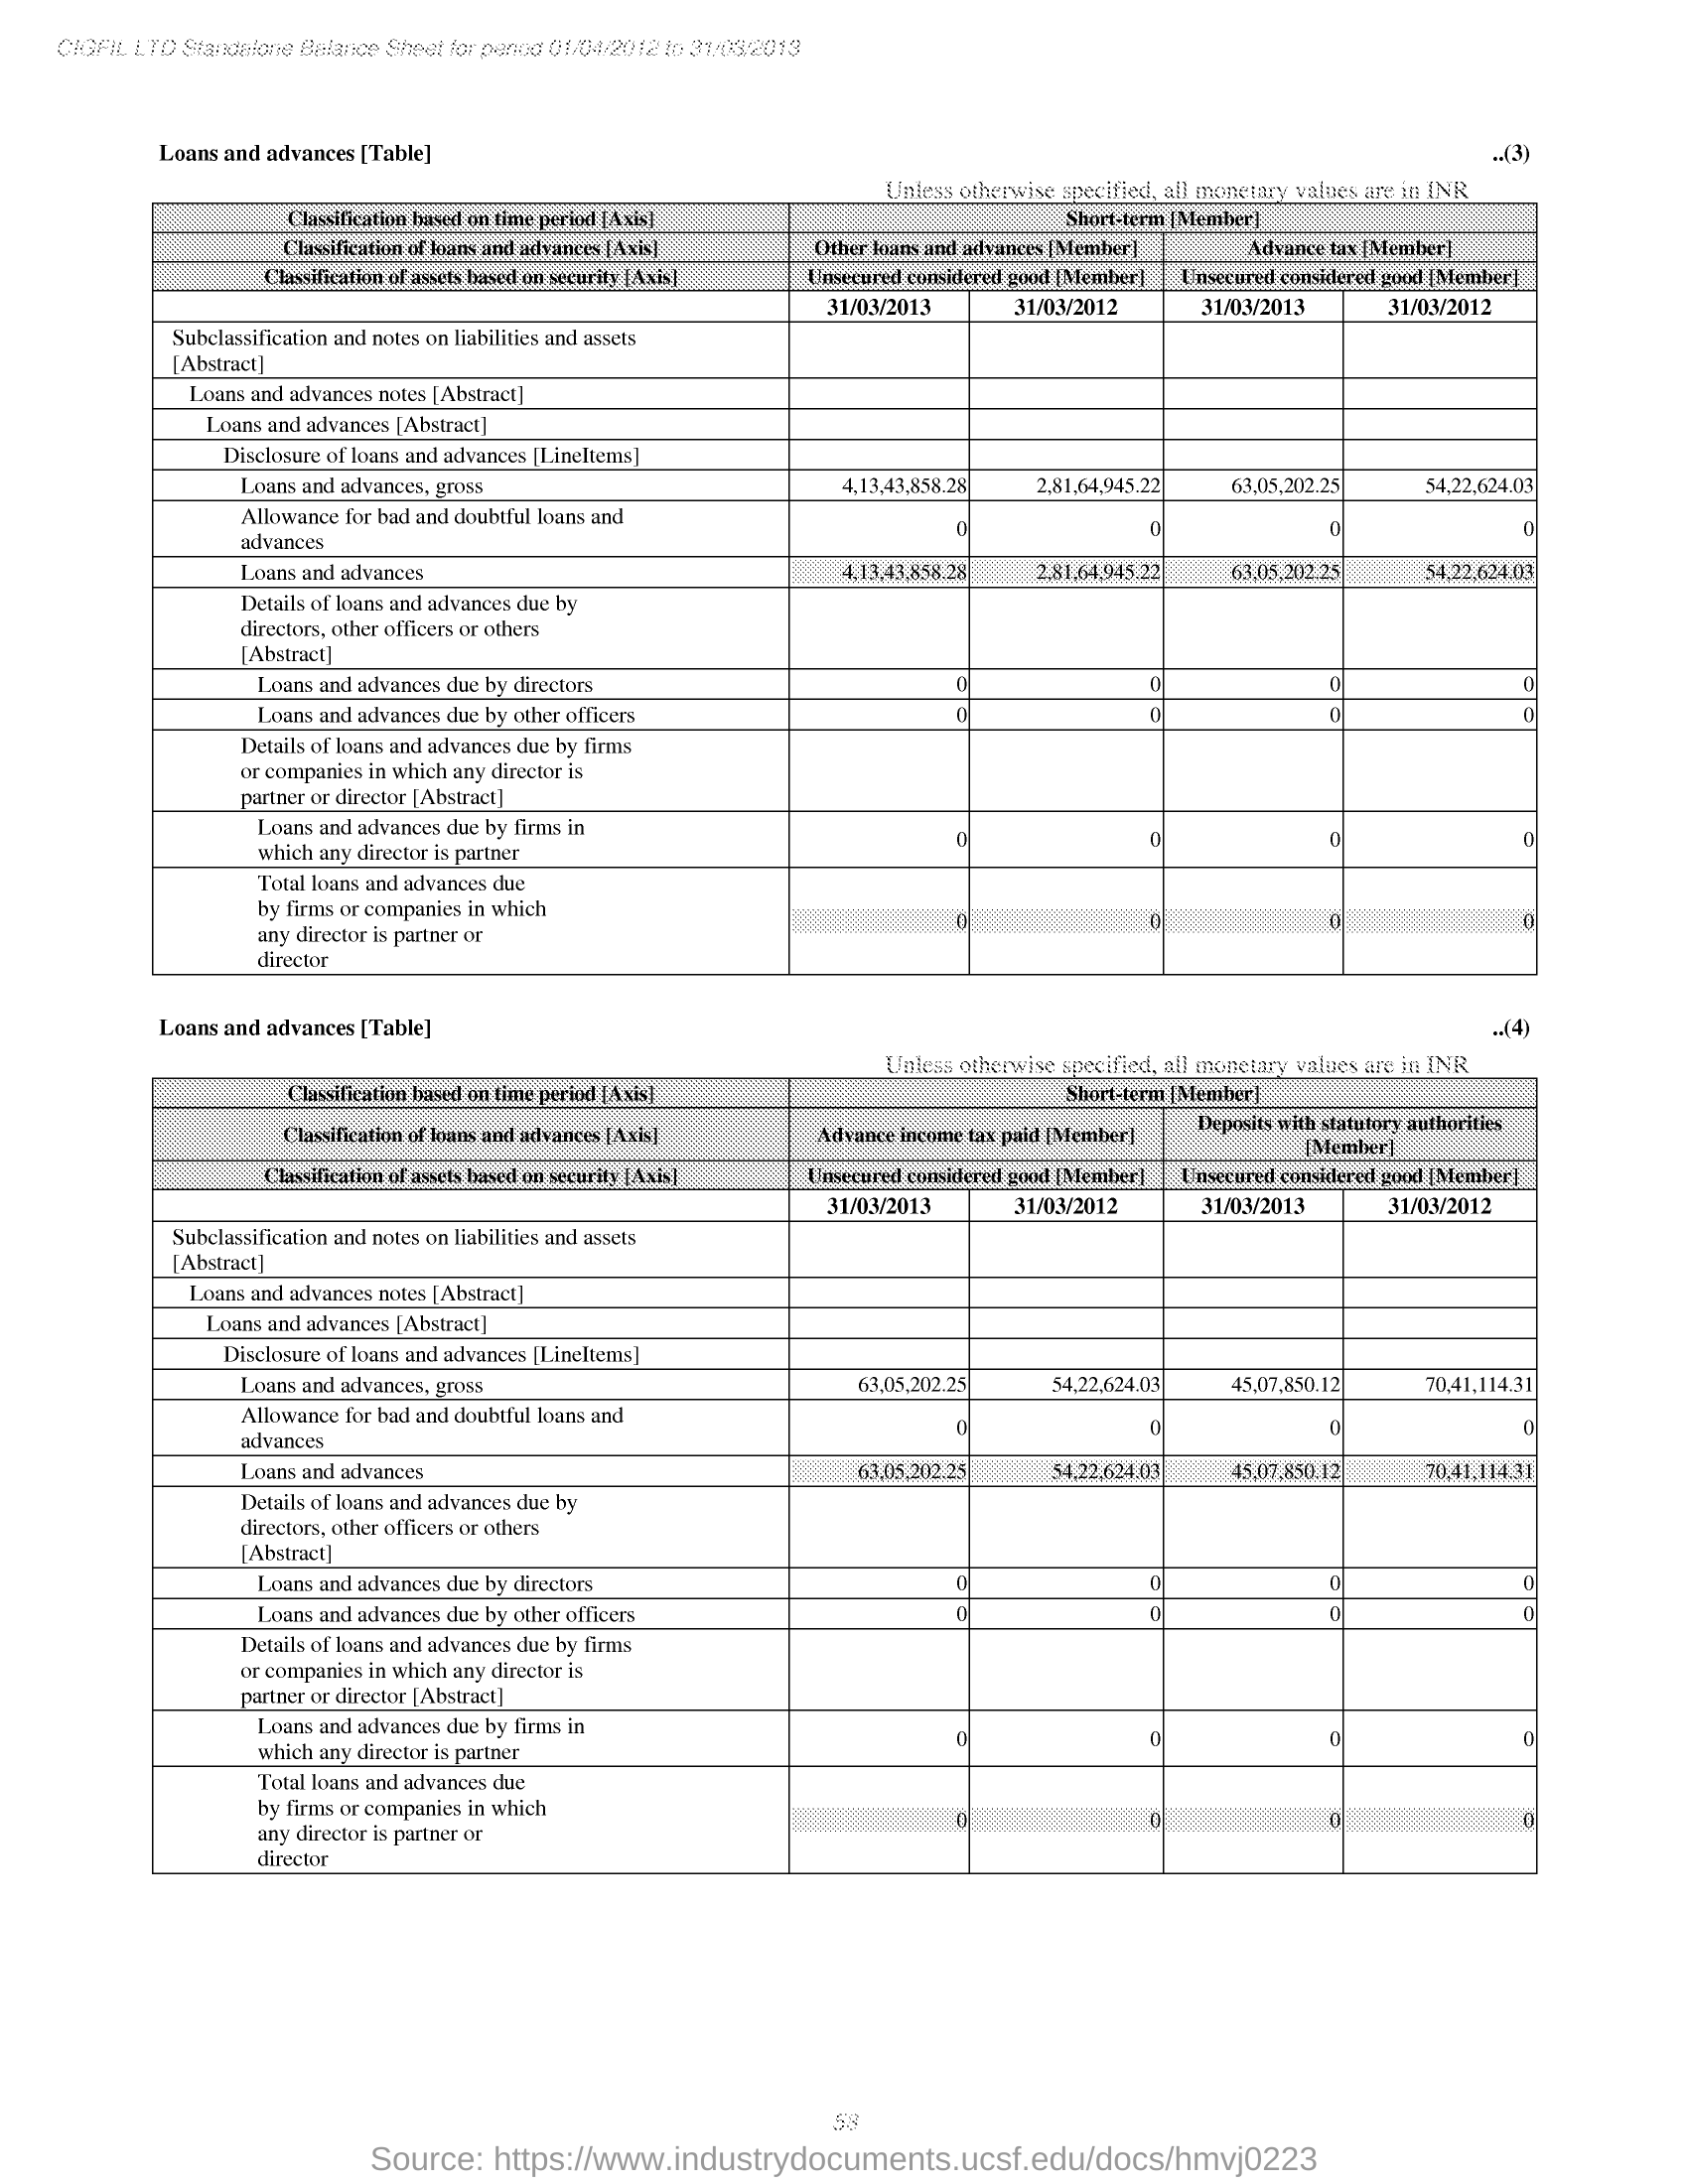 CIGFIL LTD Standalone Balance Sheet for period 01/04/2012 to 31/03/2013
Loans and advances [Table] ..(3)
Unless otherwise specified, all monetary values are in INR
Classification based on time period [Axis] Short-term [Member]
Classification of loans and advances [Axis] Other loans and advances [Member] Advance tax [Member]
Classification of assets based on security [Axis] Unsecured considered good [Member] Unsecured considered good [Member]
31/03/2013 31/03/2012 31/03/2013 31/03/2012
Subclassification and notes on liabilities and assets
[Abstract]
Loans and advances notes [Abstract]
Loans and advances [Abstract]
Disclosure of loans and advances [LineItems]
Loans and advances, gross 4,13,43,858.28 2,81,64,945.22 63,05,202.25 54,22,624.03
Allowance for bad and doubtful loans and
advances 0 0 0 0
Loans and advances 4,13,43,858.28 2,81,64,945.22 63,05,202.25 54,22,624.03
Details of loans and advances due by
directors, other officers or others
[Abstract]
Loans and advances due by directors 0 0 0 0
Loans and advances due by other officers 0 0 0 0
Details of loans and advances due by firms
or companies in which any director is
partner or director [Abstract]
Loans and advances due by firms in
which any director is partner 0 0 0 0
Total loans and advances due
by firms or companies in which
any director is partner or
director 0 0 0 0
Loans and advances [Table] ..(4)
Unless otherwise specified, all monetary values are in INR
Classification based on time period [Axis] Short-term [Member]
Classification of loans and advances [Axis] Advance income tax paid [Member] Deposits with statutory authorities
[Member]
Classification of assets based on security [Axis] Unsecured considered good [Member] Unsecured considered good [Member]
31/03/2013 31/03/2012 31/03/2013 31/03/2012
Subclassification and notes on liabilities and assets
[Abstract]
Loans and advances notes [Abstract]
Loans and advances [Abstract]
Disclosure of loans and advances [LineItems]
Loans and advances, gross 63,05,202.25 54,22,624.03 45,07,850.12 70,41,114.31
Allowance for bad and doubtful loans and
advances 0 0 0 0
Loans and advances 63,05,202.25 54,22,624.03 45,07,850.12 70,41,114.31
Details of loans and advances due by
directors, other officers or others
[Abstract]
Loans and advances due by directors 0 0 0 0
Loans and advances due by other officers 0 0 0 0
Details of loans and advances due by firms
or companies in which any director is
partner or director [Abstract]
Loans and advances due by firms in
which any director is partner 0 0 0 0
Total loans and advances due
by firms or companies in which
any director is partner or
director 0 0 0 0
58
Source: https://www.industrydocuments.ucsf.edu/docs/hmvj0223